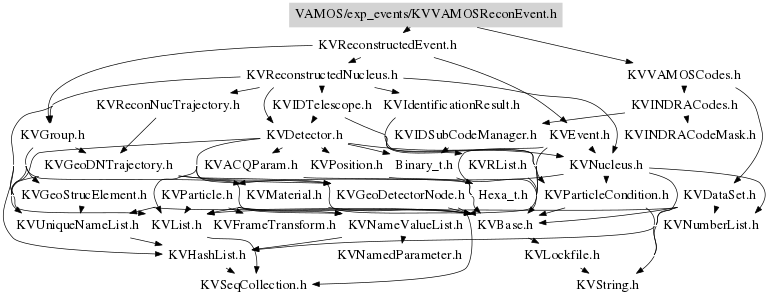 VAMOS/exp_events/KVVAMOSReconEvent.h
KVReconstructedEvent.h
KVReconstructedNucleus.h KVVAMOSCodes.h
KVReconNucTrajectory.h KVIDTelescope.h KVIdentificationResult.h KVINDRACodes.h
KVGroup.h KVDetector.h KVIDSubCodeManager.h KVEvent.h KVINDRACodeMask.h
KVGeoDNTrajectory.h KVACQParam.h KVPosition.h Binary_t.h KVRList.h KVNucleus.h
KVGeoStrucElement.h KVParticle.h KVMaterial.h KVGeoDetectorNode.h Hexa_t.h KVParticleCondition.h KVDataSet.h
KVUniqueNameList.h KVList.h KVFrameTransform.h KVNameValueList.h KVBase.h KVNumberList.h
KVHashList.h KVNamedParameter.h KVLockfile.h
KVSeqCollection.h KVString.h